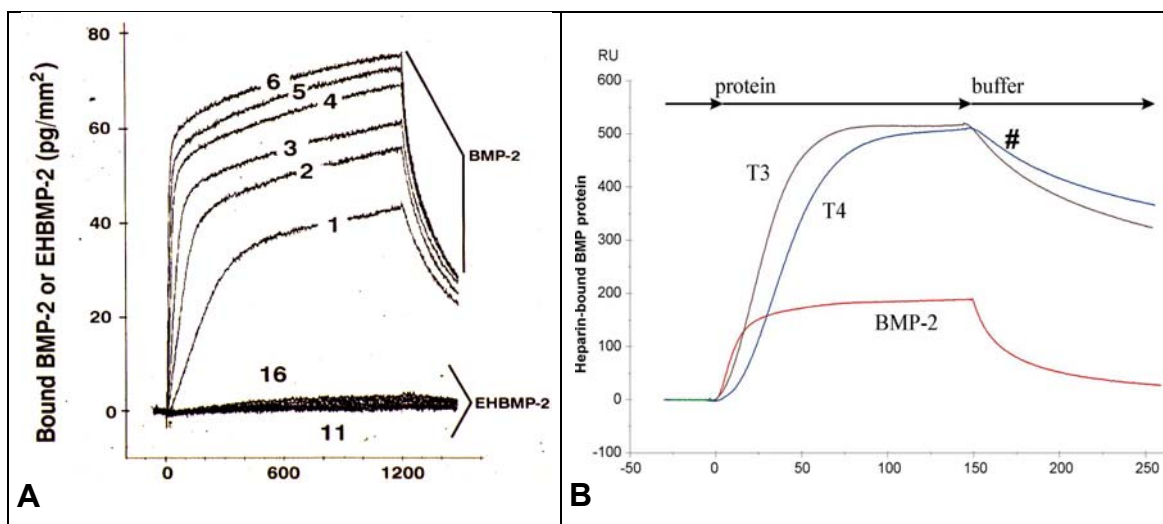 Bound BMP-2 or EHBMP-2 (pg/mm²)
80
60
40
20
0
6
5
4
3
2
1
BMP-2
16
EHBMP-2
11
0
600
1200
A
RU
Heparin-bound BMP protein
600
500
400
300
200
100
0
-100
protein
buffer
#
T3
T4
BMP-2
-50
0
50
100
150
200
250
B